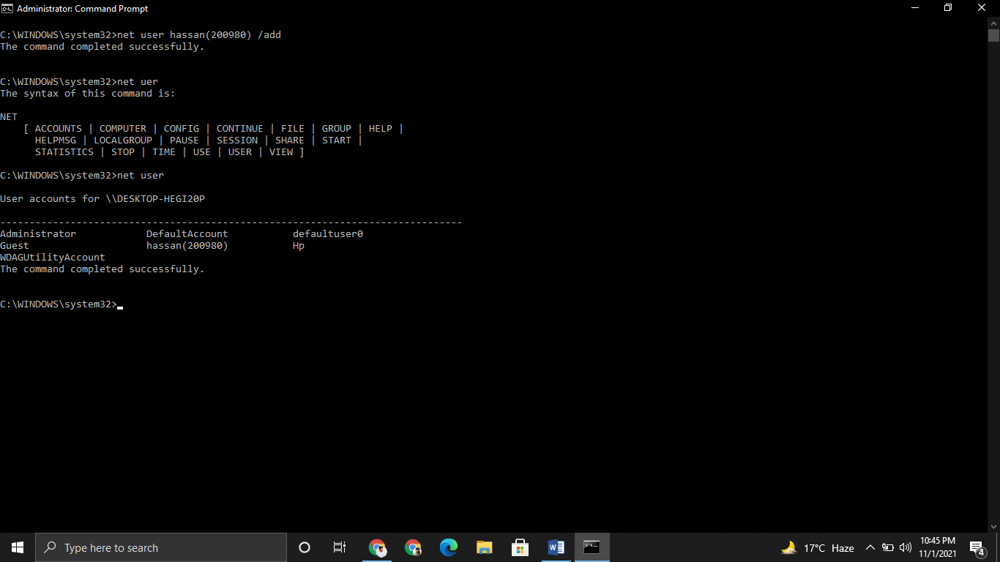 Administrator: Command Prompt
C:\WINDOWS\system32>net user hassan(200980) /add
The command completed successfully.
C:\WINDOWS\system32>net uer
The syntax of this command is:
NET
[ ACCOUNTS | COMPUTER | CONFIG | CONTINUE | FILE | GROUP | HELP |
HELPMSG | LOCALGROUP | PAUSE | SESSION | SHARE | START |
STATISTICS | STOP | TIME | USE | USER | VIEW ]
C:\WINDOWS\system32>net user
User accounts for \\DESKTOP-HEGI20P
-------------------------------------------------------------------------------
Administrator            DefaultAccount           defaultuser0
Guest                    hassan(200980)           Hp
WDAGUtilityAccount
The command completed successfully.
C:\WINDOWS\system32>
Type here to search
17°C Haze
10:45 PM
11/1/2021
4